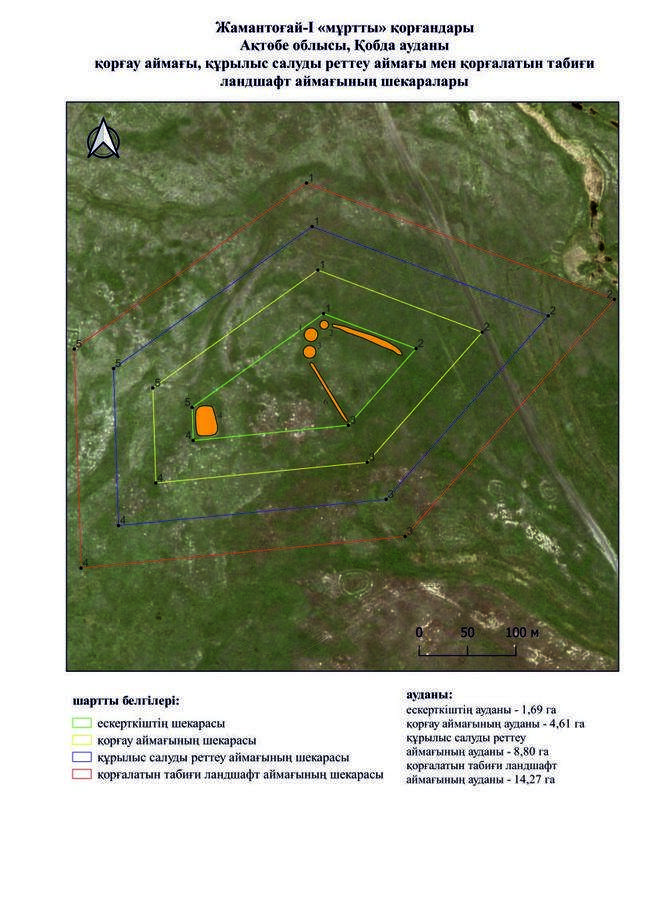 Жамантоғай-I «мұртты» қорғандары
Ақтөбе облысы, Қобда ауданы
қорғау аймағы, құрылыс салуды реттеу аймағы мен қорғалатын табиғи
ландшафт аймағының шекаралары
1
1
2
1
2
1
2
5
2
5
5
5
4
6
3
4
3
4
3
4
3
4
0 50 100 м
шартты белгілері:
ескерткіштің шекарасы
қорғау аймағының шекарасы
құрылыс салуды реттеу аймағының шекарасы
қорғалатын табиғи ландшафт аймағының шекарасы
ауданы:
ескерткіштің ауданы - 1,69 га
қорғау аймағының ауданы - 4,61 га
құрылыс салуды реттеу
аймағының ауданы - 8,80 га
қорғалатын табиғи ландшафт
аймағының ауданы - 14,27 га